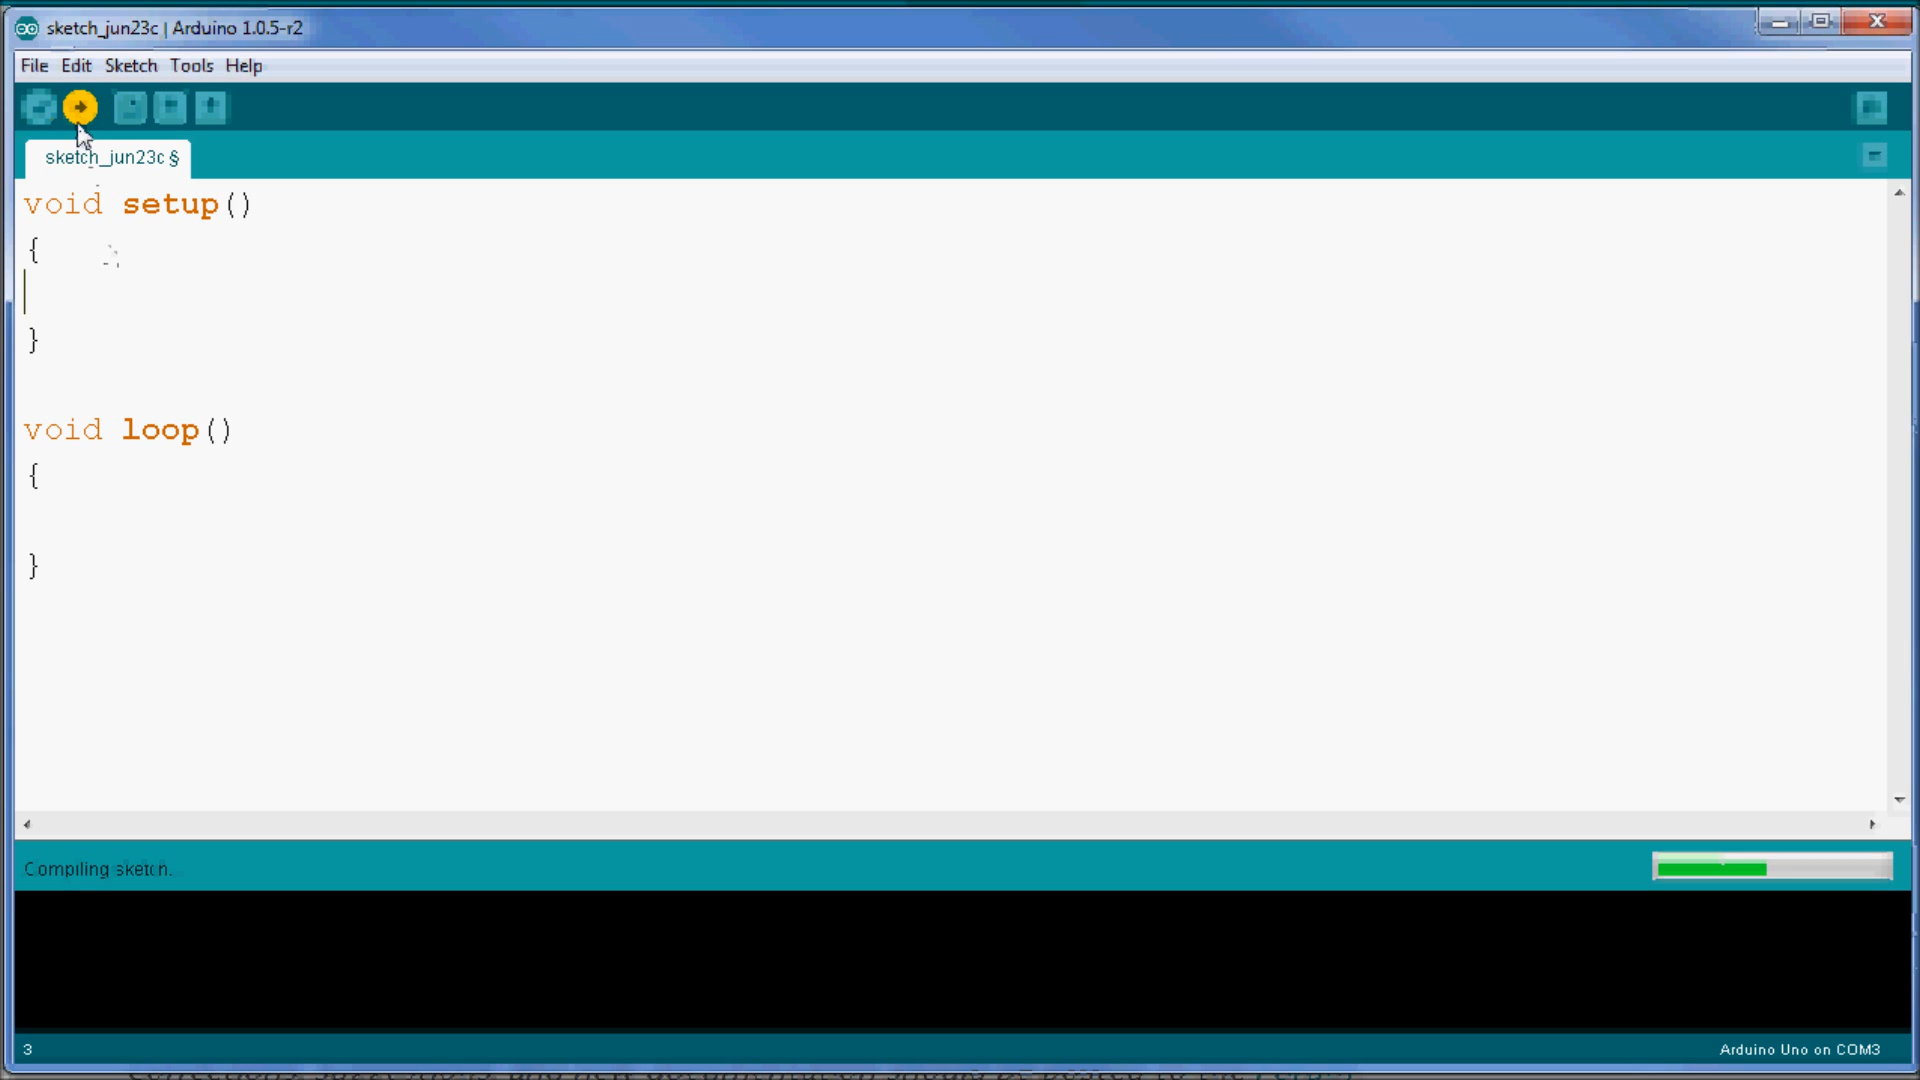 sketch_jun23c | Arduino 1.0.5-r2
File Edit Sketch Tools Help
sketch_jun23c §
void setup()
{
}
void loop()
{
}
Compiling sketch...
3
Arduino Uno on COM3